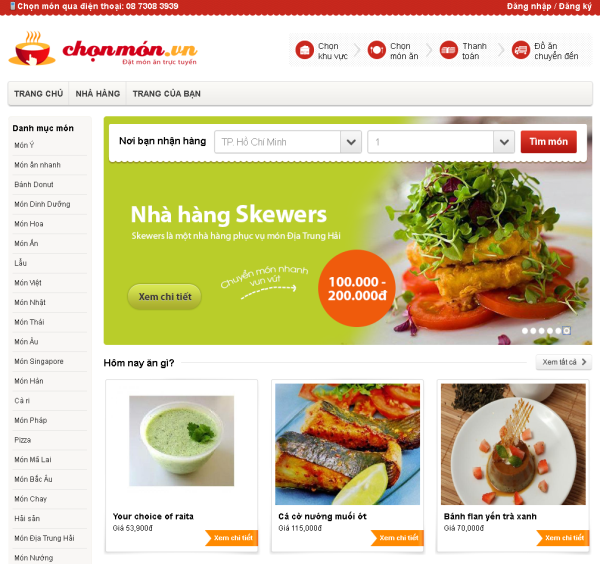 Chọn món qua điện thoại: 08 7308 3939
Đăng nhập / Đăng ký
chọnmón.vn
Đặt món ăn trực tuyến
Chọn khu vực
Chọn món ăn
Thanh toán
Đồ ăn chuyển đến
TRANG CHỦ
NHÀ HÀNG
TRANG CỦA BẠN
Danh mục món
Món Ý
Món ăn nhanh
Bánh Donut
Món Dinh Dưỡng
Món Hoa
Món Ấn
Lẩu
Món Việt
Món Nhật
Món Thái
Món Âu
Món Singapore
Món Hàn
Cà ri
Món Pháp
Pizza
Món Mã Lai
Món Bắc Âu
Món Chay
Hải sản
Món Địa Trung Hải
Món Nướng
Nơi bạn nhận hàng
TP. Hồ Chí Minh
1
Tìm món
Nhà hàng Skewers
Skewers là một nhà hàng phục vụ món Địa Trung Hải
Chuyển món nhanh
vun vút
100.000 -
200.000đ
Xem chi tiết
Hôm nay ăn gì?
Xem tất cả
Your choice of raita
Giá 53,900đ
Xem chi tiết
Cá cờ nướng muối ớt
Giá 115,000đ
Xem chi tiết
Bánh flan yến trà xanh
Giá 70,000đ
Xem chi tiết